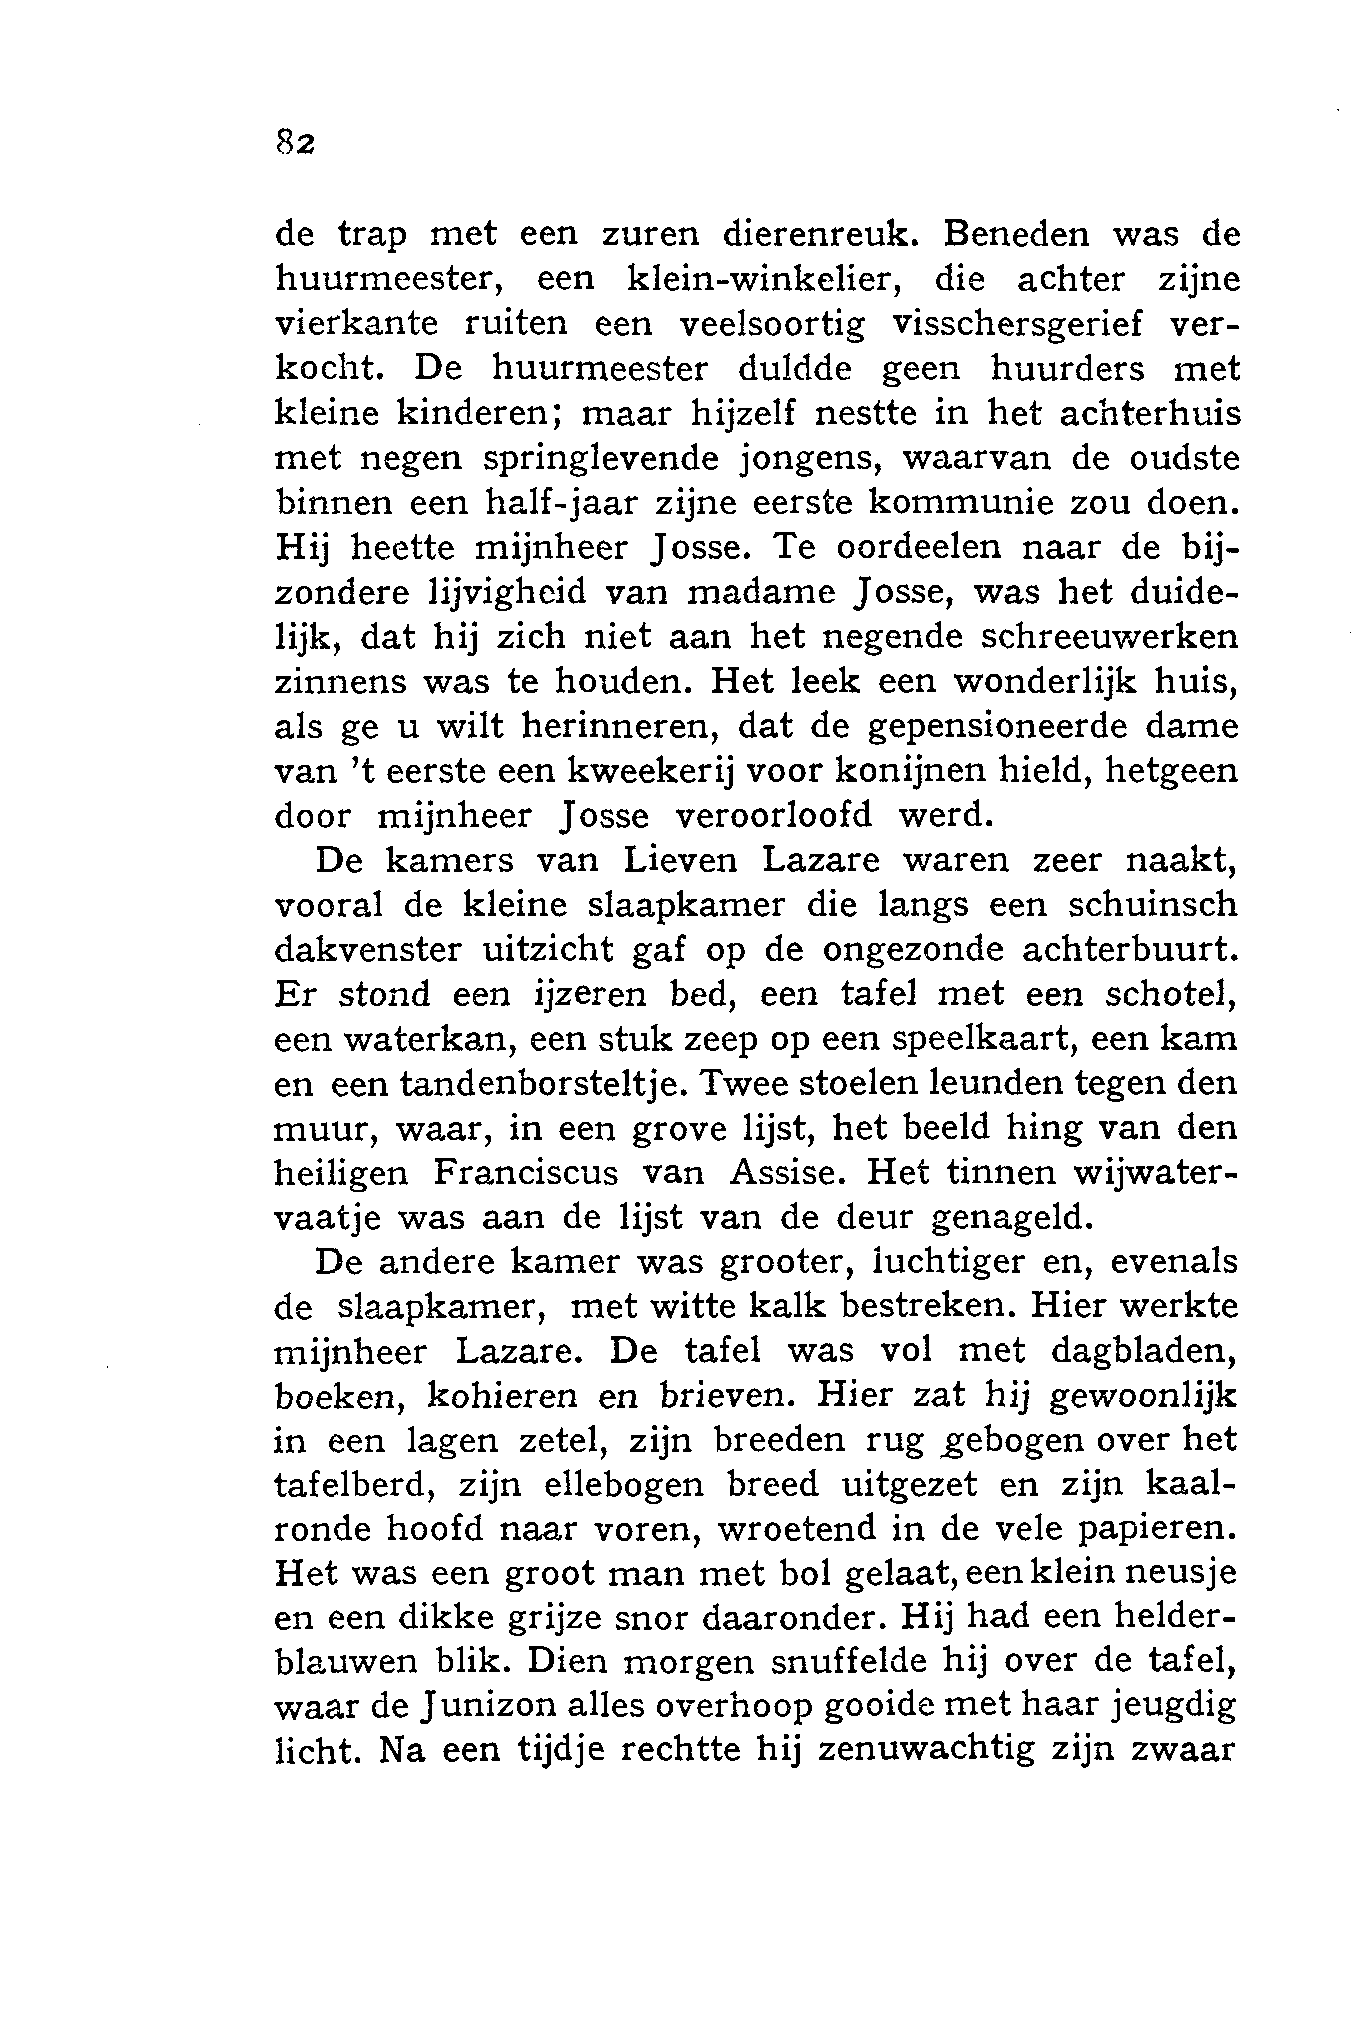 82
de trap met een zuren dierenreuk. Beneden was de
huurmeester, een klein-winkelier, die achter zijne
vierkante ruiten een veelsoortig visschersgerief ver-
kocht. De huurmeester duldde geen huurders met
kleine kinderen; maar hijzelf nestte in het achterhuis
met negen springlevende jongens, waarvan de oudste
binnen een half-jaar zijne eerste kommunie zou doen.
Hij heette mijnheer Josse. Te oordeelen naar de bij-
zondere lijvigheid van madame Josse, was het duide-
lijk, dat hij zich niet aan het negende schreeuwerken
zinnens was te houden. Het leek een wonderlijk huis,
als ge u wilt herinneren, dat de gepensioneerde dame
van 't eerste een kweekerij voor konijnen hield, hetgeen
door mijnheer Josse veroorloofd werd.
De kamers van Lieven Lazare waren zeer naakt,
vooral de kleine slaapkamer die langs een schuinsch
dakvenster uitzicht gaf op de ongezonde achterbuurt.
Er stond een ijzeren bed, een tafel met een schotel,
een waterkan, een stuk zeep op een speelkaart, een kam
en een tandenborsteltje. Twee stoelen leunden tegen den
muur, waar, in een grove lijst, het beeld hing van den
heiligen Franciscus van Assise. Het tinnen wijwater-
vaatje was aan de lijst van de deur genageld.
De andere kamer was grooter, luchtiger en, evenals
de slaapkamer, met witte kalk bestreken. Hier werkte
mijnheer Lazare. De tafel was vol met dagbladen,
boeken, kohieren en brieven. Hier zat hij gewoonlijk
in een lagen zetel, zijn breeden rug gebogen over het
tafelberd, zijn ellebogen breed uitgezet en zijn kaal-
ronde hoofd naar voren, wroetend in de vele papieren.
Het was een groot man met bol gelaat, een klein neusje
en een dikke grijze snor daaronder. Hij had een helder-
blauwen blik. Dien morgen snuffelde hij over de tafel,
waar de Junizon alles overhoop gooide met haar jeugdig
licht. Na een tijdje rechtte hij zenuwachtig zijn zwaar